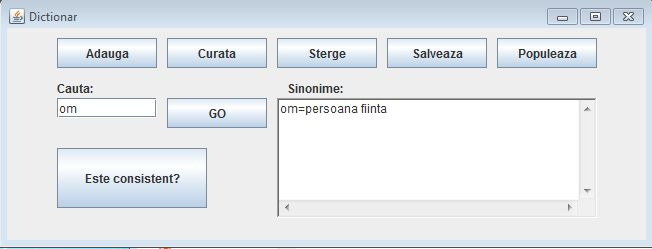 Dictionar
Adauga Curata Sterge Salveaza Populeaza
Cauta: Sinonime:
om GO om=persoana fiinta
Este consistent?